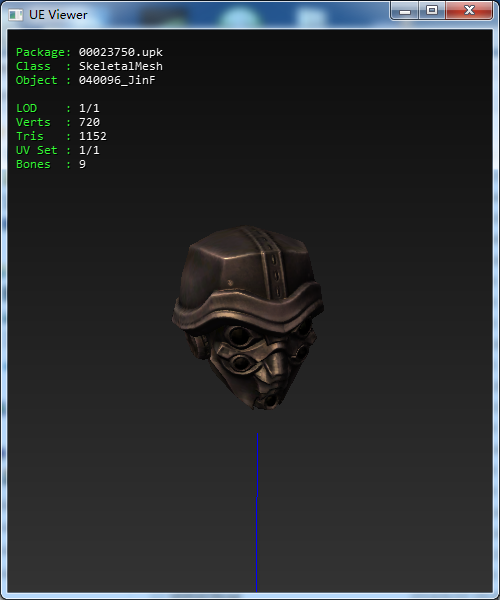 UE Viewer
Package: 00023750.upk
Class : SkeletalMesh
Object : 040096_JinF
LOD : 1/1
Verts : 720
Tris : 1152
UV Set : 1/1
Bones : 9